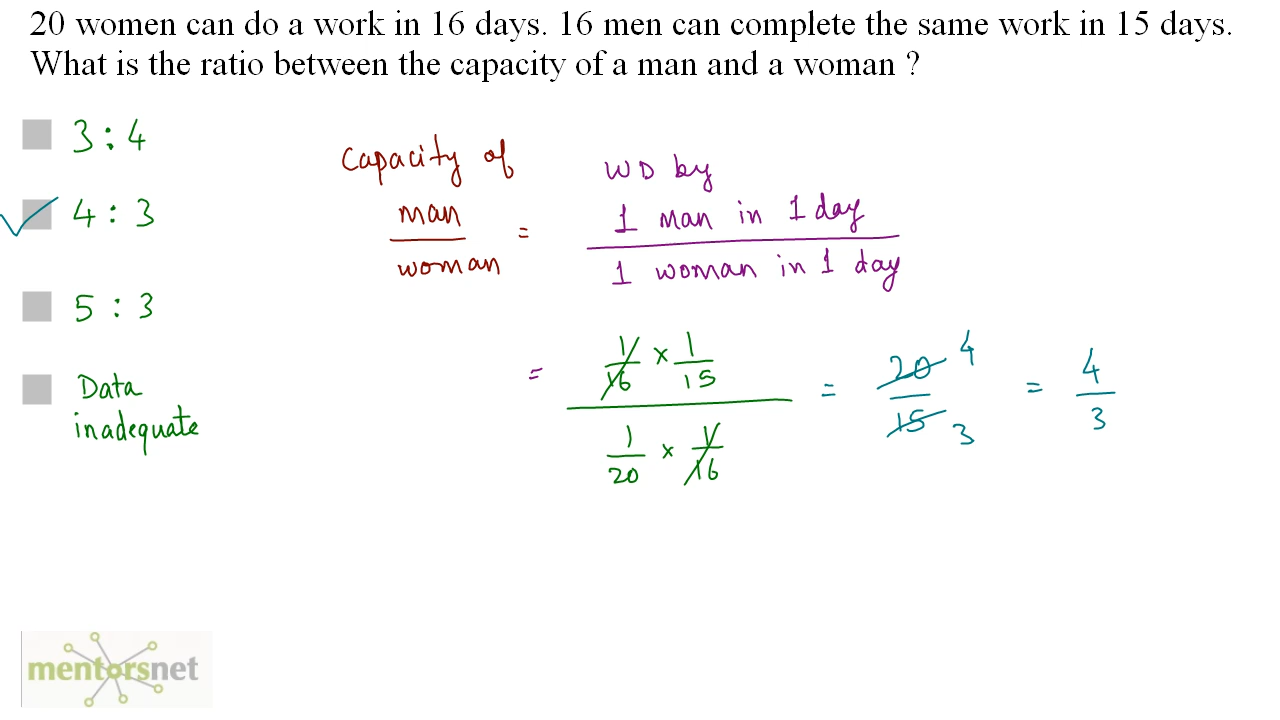 20 women can do a work in 16 days. 16 men can complete the same work in 15 days.
What is the ratio between the capacity of a man and a woman ?
3 : 4
4 : 3
5 : 3
Data
inadequate
Capacity of
man
woman
=
WD by
1 man in 1 day
1 woman in 1 day
=
1/16 × 1/15
1/20 × 1/16
=
20 4
15 3
=
4
3
mentorsnet